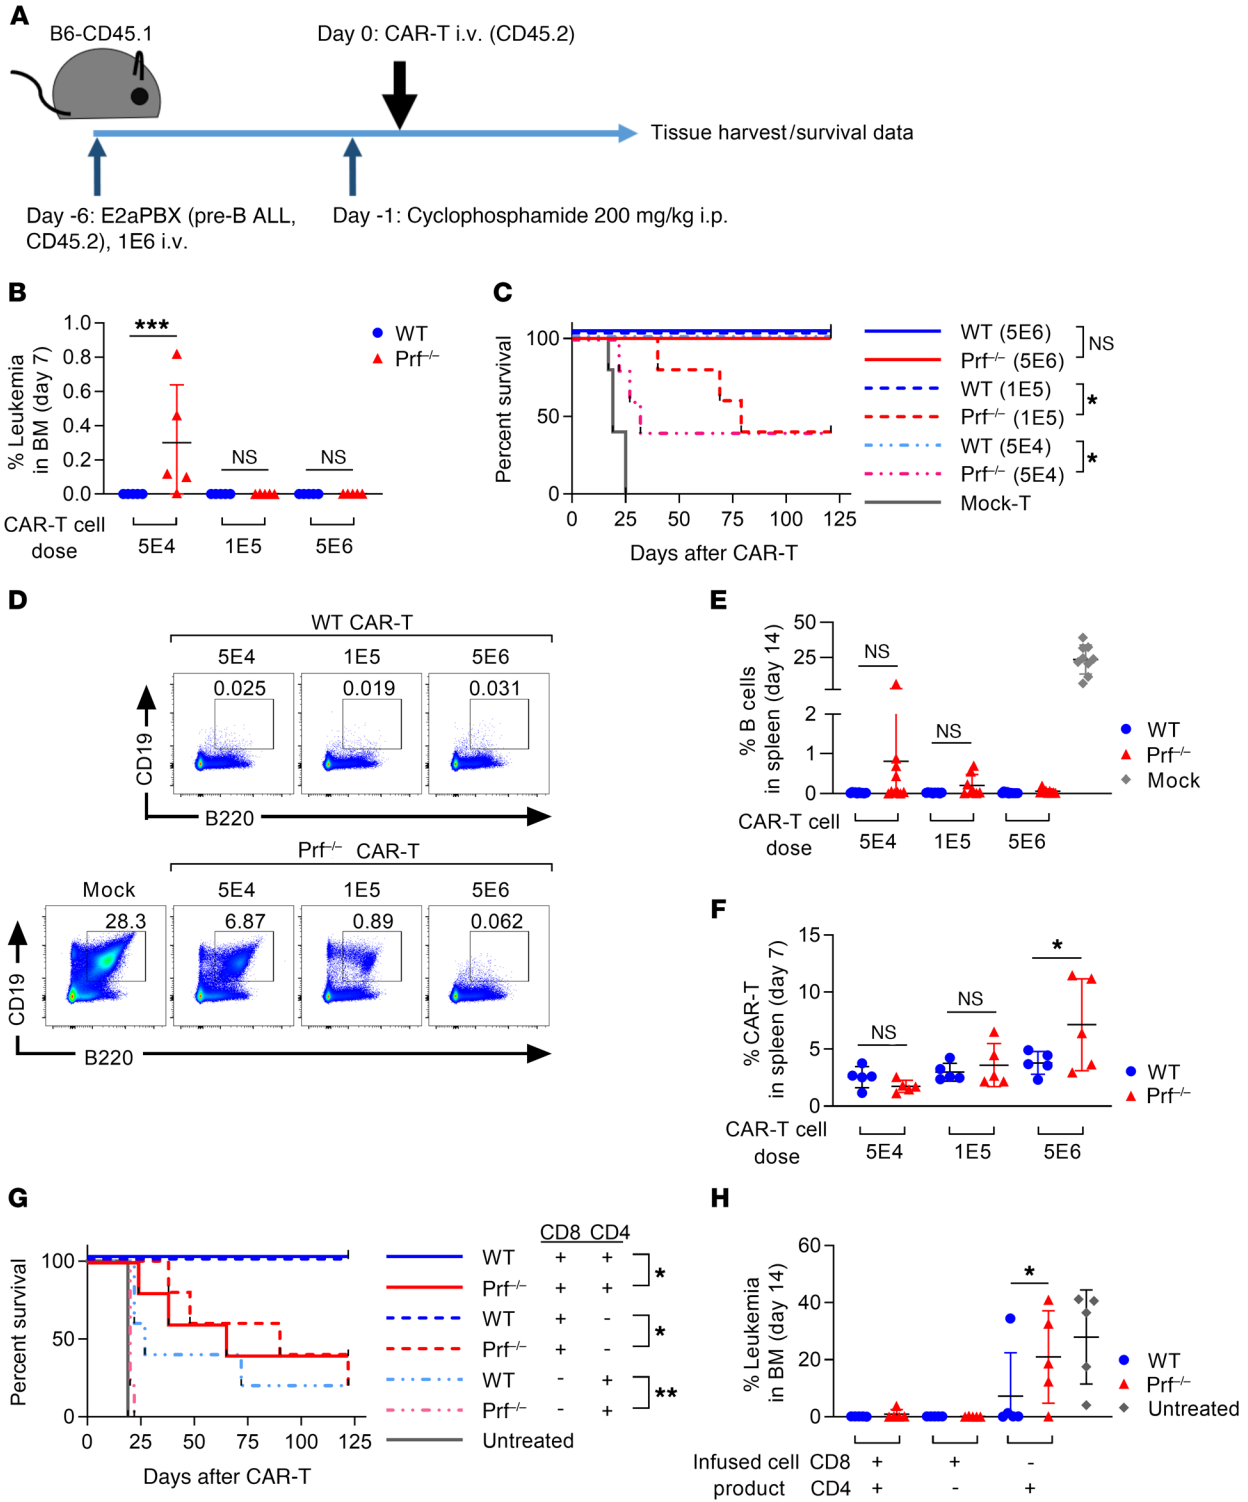 A
B6-CD45.1
Day 0: CAR-T i.v. (CD45.2)
Tissue harvest/survival data
Day -6: E2aPBX (pre-B ALL,
CD45.2), 1E6 i.v.
Day -1: Cyclophosphamide 200 mg/kg i.p.
B
% Leukemia
in BM (day 7)
1.0
0.8
0.6
0.4
0.2
0.0
***
NS
NS
WT
Prf–/–
CAR-T cell
dose
5E4
1E5
5E6
C
Percent survival
100
50
0
0
25
50
75
100
125
Days after CAR-T
WT (5E6)
Prf–/– (5E6)
NS
WT (1E5)
Prf–/– (1E5)
*
WT (5E4)
Prf–/– (5E4)
*
Mock-T
D
WT CAR-T
5E4
1E5
5E6
0.025
0.019
0.031
CD19
B220
Prf–/– CAR-T
Mock
5E4
1E5
5E6
28.3
6.87
0.89
0.062
CD19
B220
E
% B cells
in spleen (day 14)
50
25
2
1
0
NS
NS
WT
Prf–/–
Mock
CAR-T cell
dose
5E4
1E5
5E6
F
% CAR-T
in spleen (day 7)
15
10
5
0
NS
NS
*
WT
Prf–/–
CAR-T cell
dose
5E4
1E5
5E6
G
Percent survival
100
50
0
0
25
50
75
100
125
Days after CAR-T
CD8 CD4
WT + +
Prf–/– + +
*
WT + -
Prf–/– + -
*
WT - +
Prf–/– - +
**
Untreated
H
% Leukemia
in BM (day 14)
60
40
20
0
*
WT
Prf–/–
Untreated
Infused cell CD8 + + -
product CD4 + - +